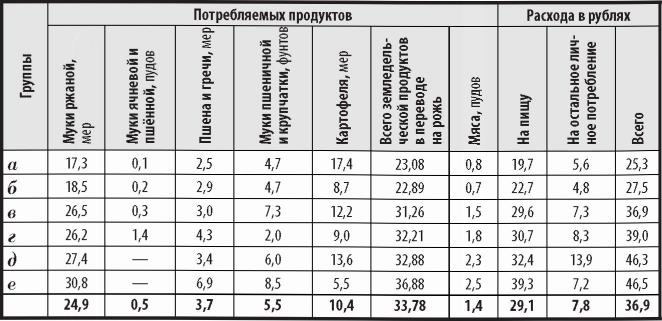 Группы | Потребляемых продуктов | Расхода в рублях
Муки ржаной, мер | Муки ячневой и пшённой, пудов | Пшена и гречи, мер | Муки пшеничной и крупчатки, фунтов | Картофеля, мер | Всего земледельческой продуктов в переводе на рожь | Мяса, пудов | На пищу | На остальное личное потребление | Всего
а | 17,3 | 0,1 | 2,5 | 4,7 | 17,4 | 23,08 | 0,8 | 19,7 | 5,6 | 25,3
б | 18,5 | 0,2 | 2,9 | 4,7 | 8,7 | 22,89 | 0,7 | 22,7 | 4,8 | 27,5
в | 26,5 | 0,3 | 3,0 | 7,3 | 12,2 | 31,26 | 1,5 | 29,6 | 7,3 | 36,9
г | 26,2 | 1,4 | 4,3 | 2,0 | 9,0 | 32,21 | 1,8 | 30,7 | 8,3 | 39,0
д | 27,4 | — | 3,4 | 6,0 | 13,6 | 32,88 | 2,3 | 32,4 | 13,9 | 46,3
е | 30,8 | — | 6,9 | 8,5 | 5,5 | 36,88 | 2,5 | 39,3 | 7,2 | 46,5
24,9 | 0,5 | 3,7 | 5,5 | 10,4 | 33,78 | 1,4 | 29,1 | 7,8 | 36,9